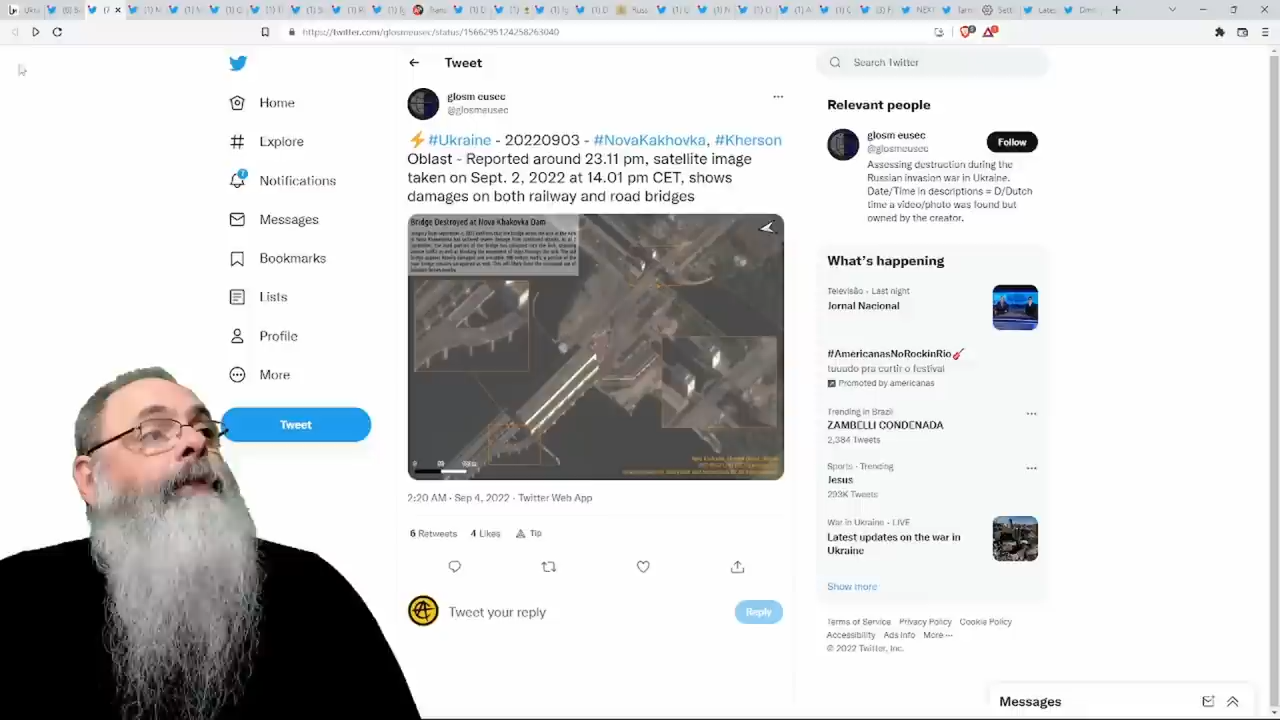 https://twitter.com/glosmeusec/status/1566295124258263040
Home
Explore
Notifications
Messages
Bookmarks
Lists
Profile
More
Tweet
Tweet
glosm eusec
@glosmeusec
⚡#Ukraine - 20220903 - #NovaKakhovka, #Kherson
Oblast - Reported around 23.11 pm, satellite image
taken on Sept. 2, 2022 at 14.01 pm CET, shows
damages on both railway and road bridges
Bridge Destroyed at Nova Khakovka Dam
2:20 AM · Sep 4, 2022 · Twitter Web App
6 Retweets 4 Likes Tip
Tweet your reply
Reply
Search Twitter
Relevant people
glosm eusec
@glosmeusec
Follow
Assessing destruction during the
Russian invasion war in Ukraine.
Date/Time in descriptions = D/Dutch
time a video/photo was found but
owned by the creator.
What's happening
Televisão · Last night
Jornal Nacional
#AmericanasNoRockinRio🎸
tuuudo pra curtir o festival
Promoted by americanas
Trending in Brazil
ZAMBELLI CONDENADA
2,384 Tweets
Sports · Trending
Jesus
293K Tweets
War in Ukraine · LIVE
Latest updates on the war in
Ukraine
Show more
Terms of Service Privacy Policy Cookie Policy
Accessibility Ads info More ···
© 2022 Twitter, Inc.
Messages